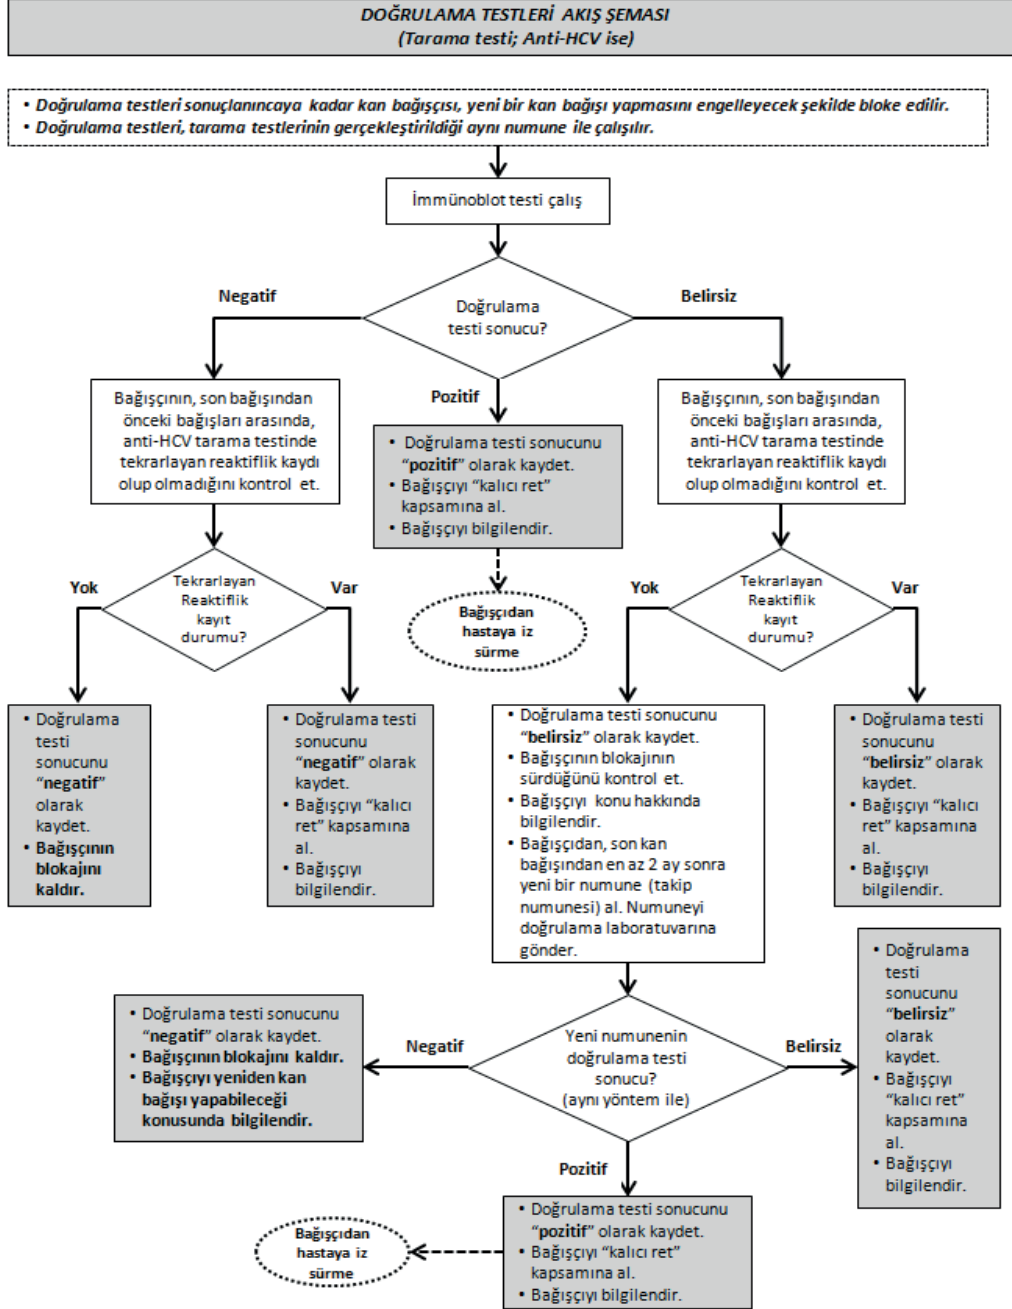 DOĞRULAMA TESTLERİ AKIŞ ŞEMASI
(Tarama testi; Anti-HCV ise)
• Doğrulama testleri sonuçlanıncaya kadar kan bağışçısı, yeni bir kan bağışı yapmasını engelleyecek şekilde bloke edilir.
• Doğrulama testleri, tarama testlerinin gerçekleştirildiği aynı numune ile çalışılır.
İmmünoblot testi çalış
Doğrulama
testi sonucu?
Negatif
Belirsiz
Pozitif
Bağışçının, son bağışından
önceki bağışları arasında,
anti-HCV tarama testinde
tekrarlayan reaktiflik kaydı
olup olmadığını kontrol et.
• Doğrulama testi sonucunu
“pozitif” olarak kaydet.
• Bağışçıyı “kalıcı ret”
kapsamına al.
• Bağışçıyı bilgilendir.
Bağışçının, son bağışından
önceki bağışları arasında,
anti-HCV tarama testinde
tekrarlayan reaktiflik kaydı
olup olmadığını kontrol et.
Yok
Tekrarlayan
Reaktiflik
kayıt
durumu?
Var
Bağışçıdan
hastaya iz
sürme
Yok
Tekrarlayan
Reaktiflik
kayıt
durumu?
Var
• Doğrulama
testi
sonucunu
“negatif”
olarak
kaydet.
• Bağışçının
blokajını
kaldır.
• Doğrulama testi
sonucunu
“negatif” olarak
kaydet.
• Bağışçıyı “kalıcı
ret” kapsamına
al.
• Bağışçıyı
bilgilendir.
• Doğrulama testi sonucunu
“belirsiz” olarak kaydet.
• Bağışçının blokajının
sürdüğünü kontrol et.
• Bağışçıyı konu hakkında
bilgilendir.
• Bağışçıdan, son kan
bağışından en az 2 ay sonra
yeni bir numune (takip
numunesi) al. Numuneyi
doğrulama laboratuvarına
gönder.
• Doğrulama testi
sonucunu
“belirsiz” olarak
kaydet.
• Bağışçıyı “kalıcı
ret” kapsamına
al.
• Bağışçıyı
bilgilendir.
Yeni numunenin
doğrulama testi
sonucu?
(aynı yöntem ile)
Negatif
Belirsiz
Pozitif
• Doğrulama testi sonucunu
“negatif” olarak kaydet.
• Bağışçının blokajını kaldır.
• Bağışçıyı yeniden kan
bağışı yapabileceği
konusunda bilgilendir.
• Doğrulama
testi
sonucunu
“belirsiz”
olarak
kaydet.
• Bağışçıyı
“kalıcı ret”
kapsamına
al.
• Bağışçıyı
bilgilendir.
• Doğrulama testi sonucunu
“pozitif” olarak kaydet.
• Bağışçıyı “kalıcı ret”
kapsamına al.
• Bağışçıyı bilgilendir.
Bağışçıdan
hastaya iz
sürme